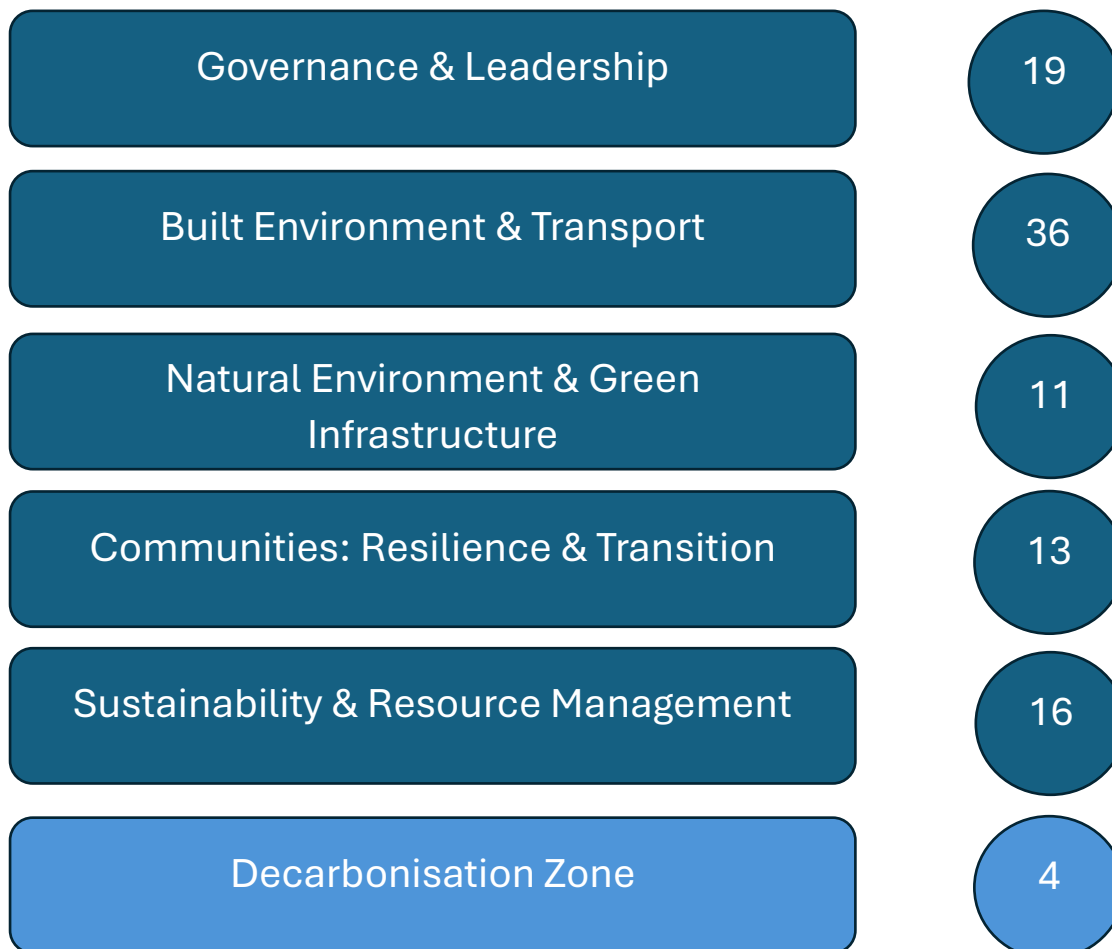 Governance & Leadership
19
Built Environment & Transport
36
Natural Environment & Green
Infrastructure
11
Communities: Resilience & Transition
13
Sustainability & Resource Management
16
Decarbonisation Zone
4